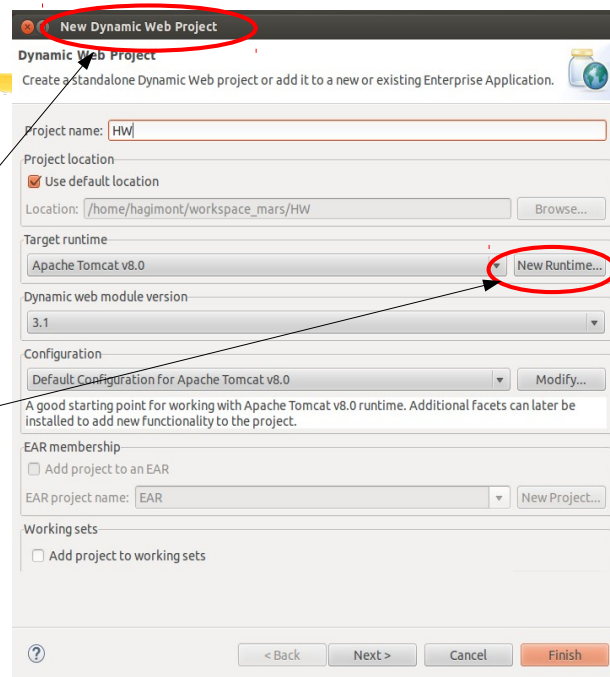 New Dynamic Web Project
Dynamic Web Project
Create a standalone Dynamic Web project or add it to a new or existing Enterprise Application.
Project name: HW
Project location
Use default location
Location: /home/hagimont/workspace_mars/HW Browse...
Target runtime
Apache Tomcat v8.0 New Runtime...
Dynamic web module version
3.1
Configuration
Default Configuration for Apache Tomcat v8.0 Modify...
A good starting point for working with Apache Tomcat v8.0 runtime. Additional facets can later be
installed to add new functionality to the project.
EAR membership
Add project to an EAR
EAR project name: EAR New Project...
Working sets
Add project to working sets
? < Back Next > Cancel Finish